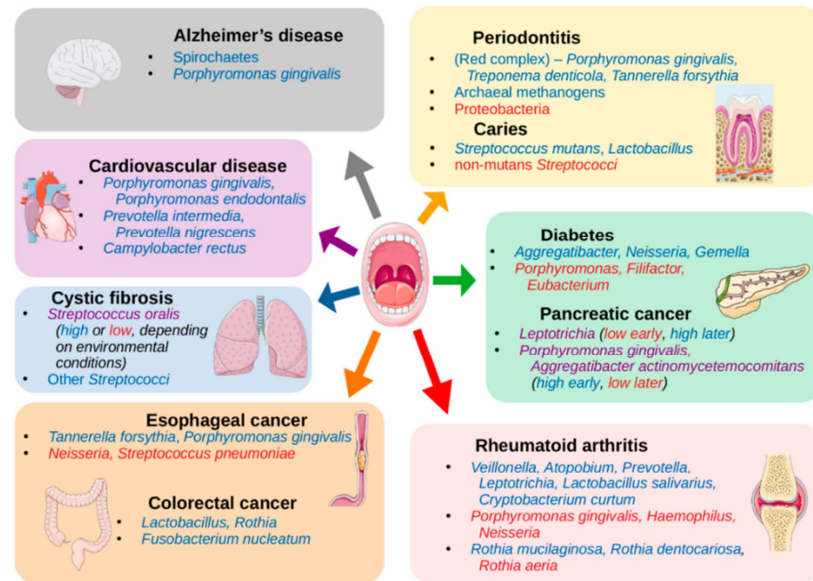 Alzheimer's disease
• Spirochaetes
• Porphyromonas gingivalis
Periodontitis
• (Red complex) – Porphyromonas gingivalis,
Treponema denticola, Tannerella forsythia
• Archaeal methanogens
• Proteobacteria
Caries
• Streptococcus mutans, Lactobacillus
• non-mutans Streptococci
Cardiovascular disease
• Porphyromonas gingivalis,
Porphyromonas endodontalis
• Prevotella intermedia,
Prevotella nigrescens
• Campylobacter rectus
Diabetes
• Aggregatibacter, Neisseria, Gemella
• Porphyromonas, Filifactor,
Eubacterium
Pancreatic cancer
• Leptotrichia (low early, high later)
• Porphyromonas gingivalis,
Aggregatibacter actinomycetemocomitans
(high early, low later)
Cystic fibrosis
• Streptococcus oralis
(high or low, depending
on environmental
conditions)
• Other Streptococci
Esophageal cancer
• Tannerella forsythia, Porphyromonas gingivalis
• Neisseria, Streptococcus pneumoniae
Colorectal cancer
• Lactobacillus, Rothia
• Fusobacterium nucleatum
Rheumatoid arthritis
• Veillonella, Atopobium, Prevotella,
Leptotrichia, Lactobacillus salivarius,
Cryptobacterium curtum
• Porphyromonas gingivalis, Haemophilus,
Neisseria
• Rothia mucilaginosa, Rothia dentocariosa,
Rothia aeria